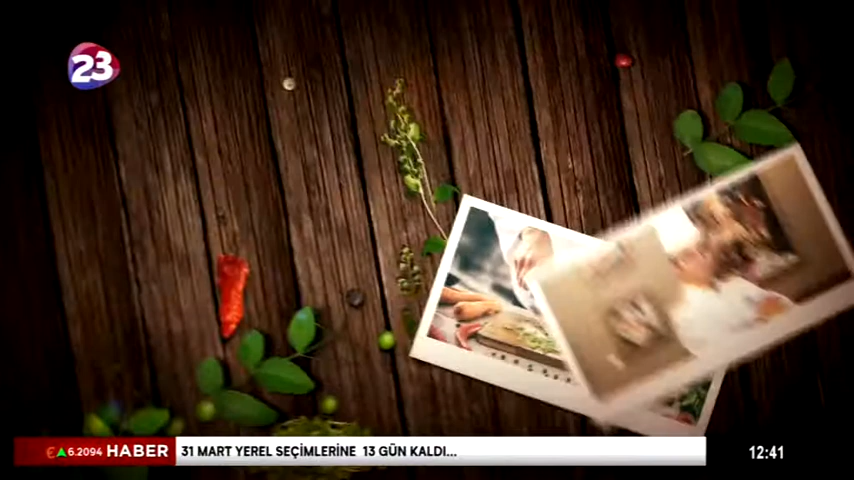 23
€ 6.2094 HABER 31 MART YEREL SEÇİMLERİNE 13 GÜN KALDI...
12:41